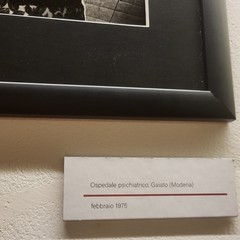 Ospedale psichiatrico, Gaiato (Modena)
febbraio 1975